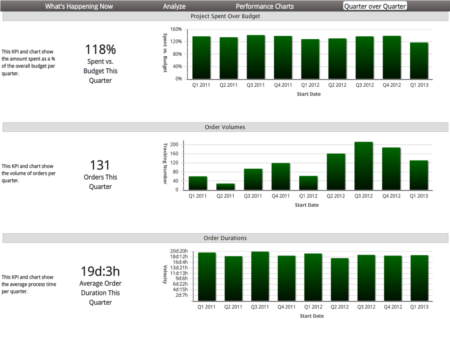 What's Happening Now Analyze Performance Charts Quarter over Quarter
Project Spent Over Budget
This KPI and chart show
the amount spent as a %
of the overall budget per
quarter.
118%
Spent vs.
Budget This
Quarter
Spent vs. Budget
160%
120%
80%
40%
0%
Q1 2011 Q2 2011 Q3 2011 Q4 2011 Q1 2012 Q2 2012 Q3 2012 Q4 2012 Q1 2013
Start Date
Order Volumes
This KPI and chart show
the volume of orders per
quarter.
131
Orders This
Quarter
Tracking Number
200
160
120
80
40
0
Q1 2011 Q2 2011 Q3 2011 Q4 2011 Q1 2012 Q2 2012 Q3 2012 Q4 2012 Q1 2013
Start Date
Order Durations
This KPI and chart show
the average process time
per quarter.
19d:3h
Average Order
Duration This
Quarter
Velocity
20d:20h
18d:12h
16d:4h
13d:21h
11d:13h
9d:6h
6d:22h
4d:15h
2d:7h
Q1 2011 Q2 2011 Q3 2011 Q4 2011 Q1 2012 Q2 2012 Q3 2012 Q4 2012 Q1 2013
Start Date